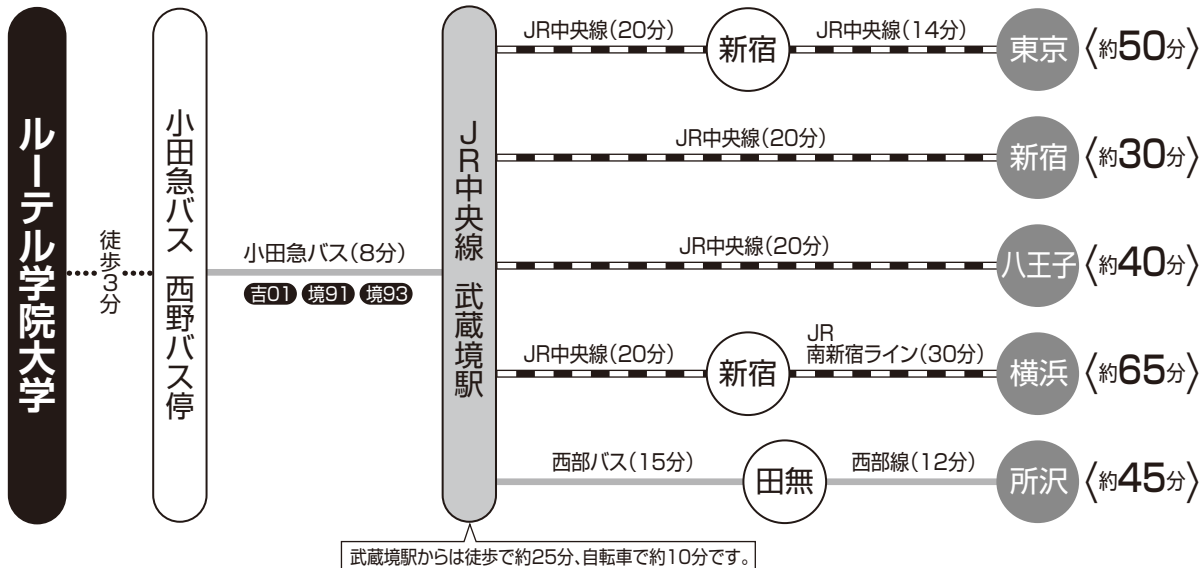 ルーテル学院大学
徒歩3分
小田急バス 西野バス停
小田急バス(8分)
吉01 境91 境93
JR中央線 武蔵境駅
JR中央線(20分)
新宿
JR中央線(14分)
東京
〈約50分〉
JR中央線(20分)
新宿
〈約30分〉
JR中央線(20分)
八王子
〈約40分〉
JR中央線(20分)
新宿
JR
南新宿ライン(30分)
横浜
〈約65分〉
西部バス(15分)
田無
西部線(12分)
所沢
〈約45分〉
武蔵境駅からは徒歩で約25分、自転車で約10分です。